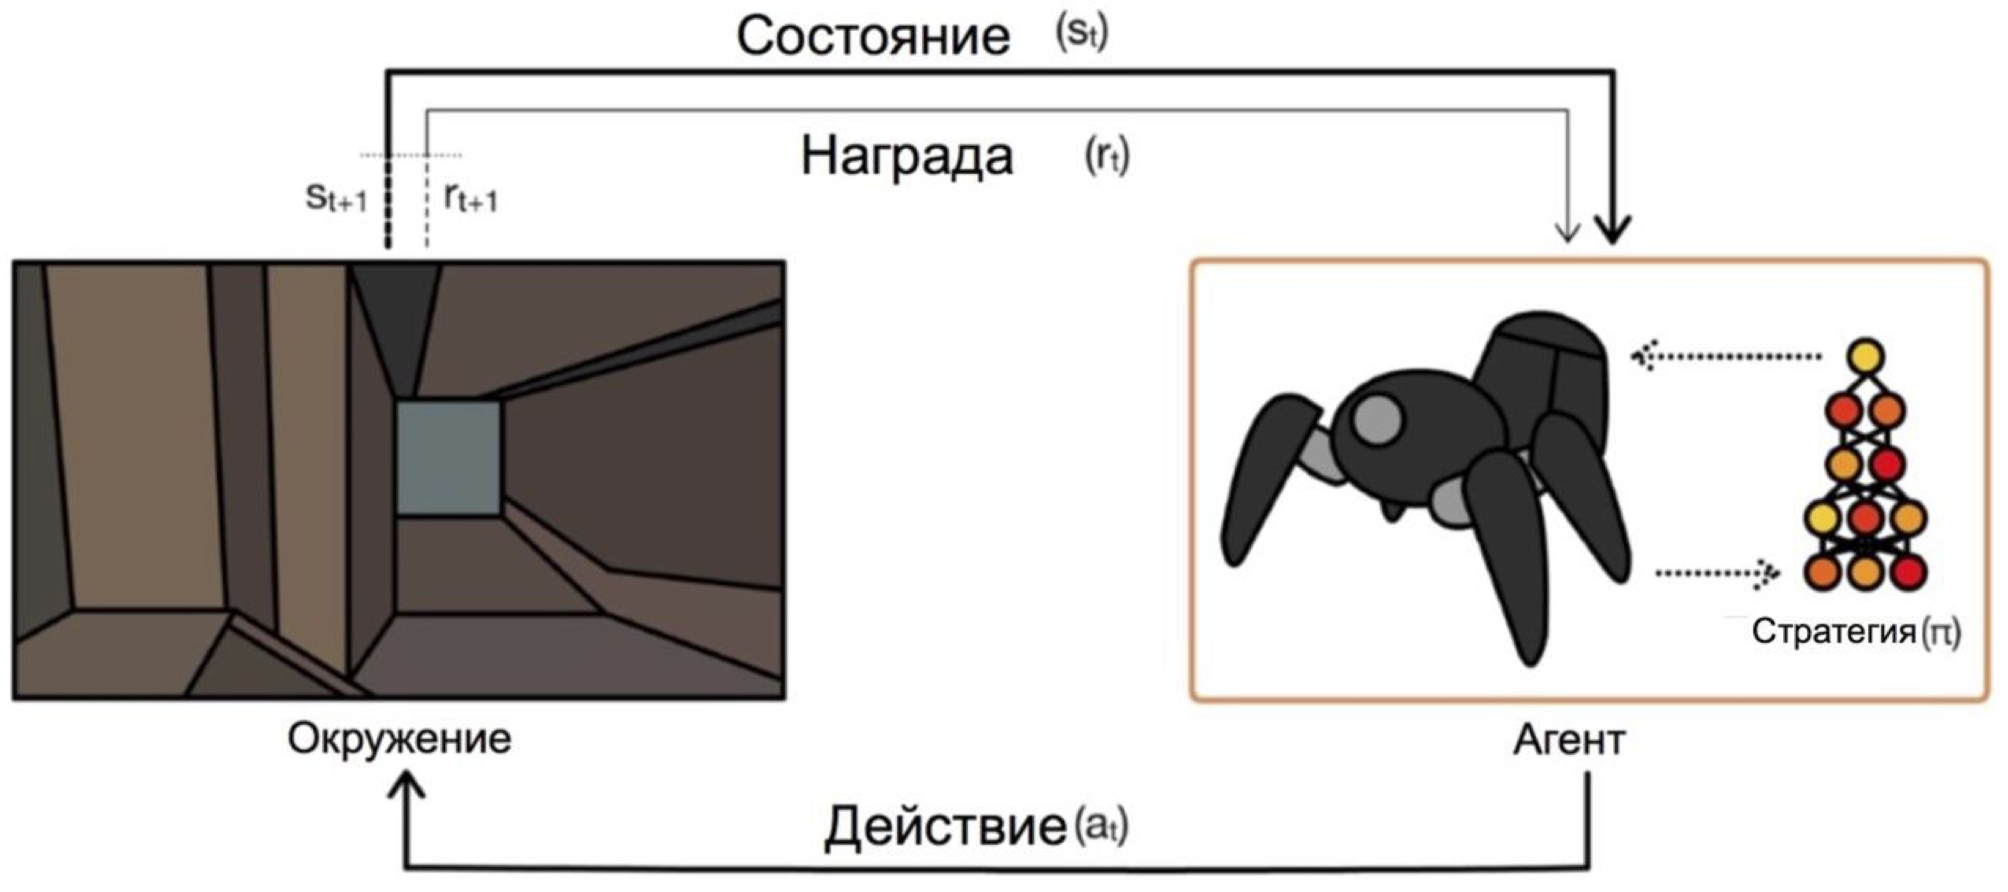 Состояние (sₜ)
Награда (rₜ)
sₜ₊₁ rₜ₊₁
Стратегия (π)
Окружение
Агент
Действие (aₜ)